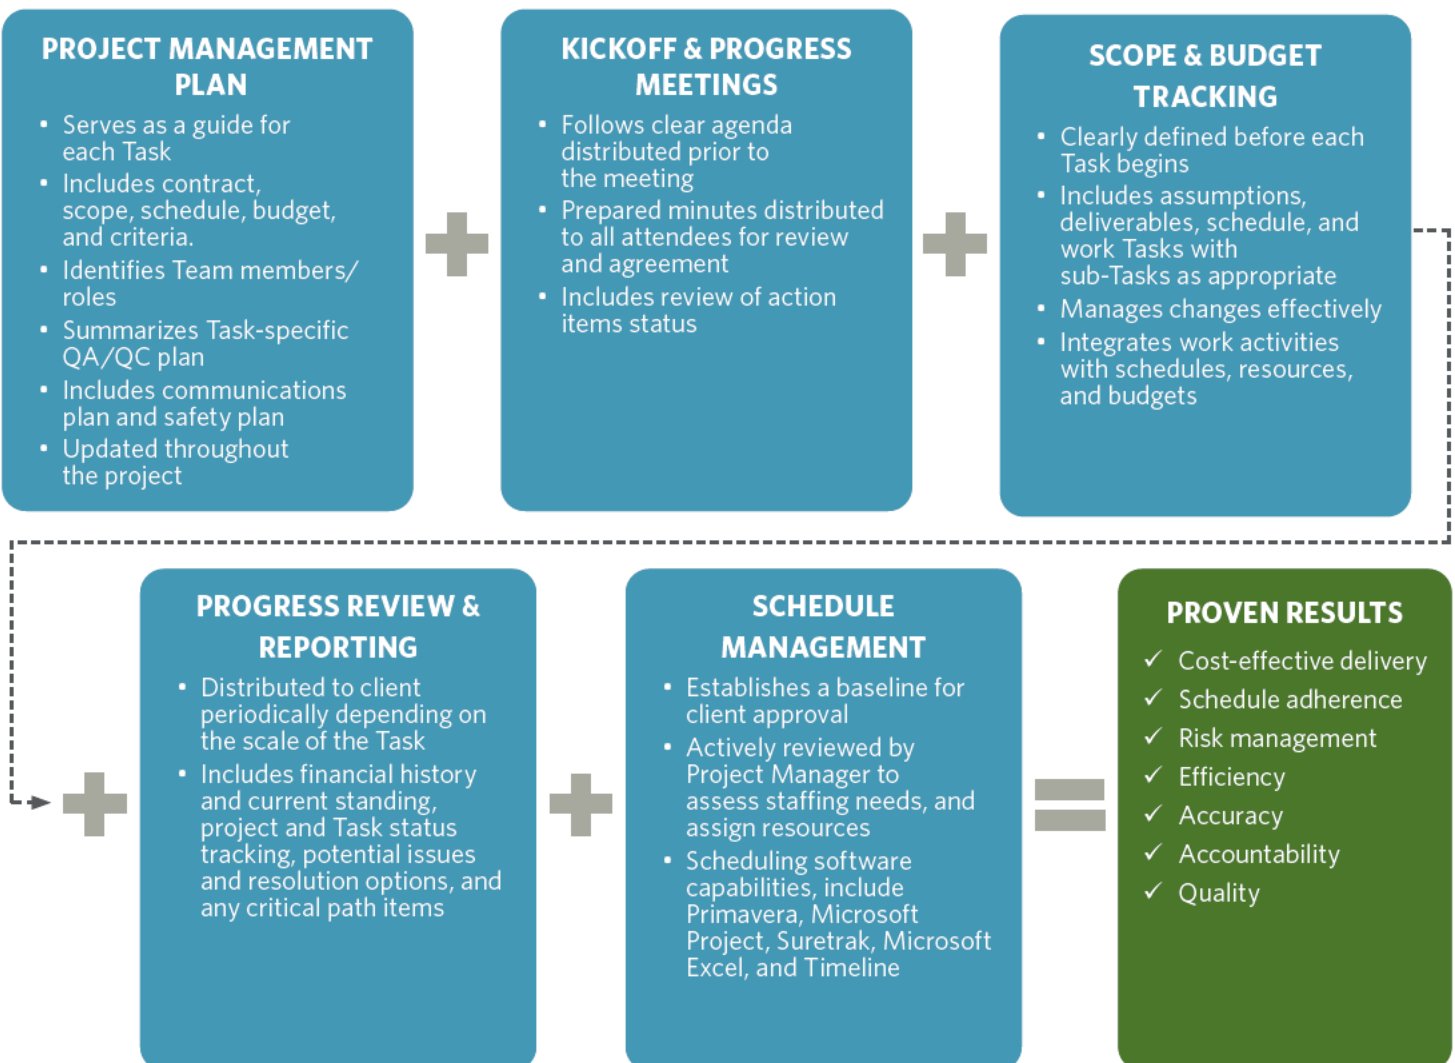 PROJECT MANAGEMENT
PLAN
• Serves as a guide for
each Task
• Includes contract,
scope, schedule, budget,
and criteria.
• Identifies Team members/
roles
• Summarizes Task-specific
QA/QC plan
• Includes communications
plan and safety plan
• Updated throughout
the project
KICKOFF & PROGRESS
MEETINGS
• Follows clear agenda
distributed prior to
the meeting
• Prepared minutes distributed
to all attendees for review
and agreement
• Includes review of action
items status
SCOPE & BUDGET
TRACKING
• Clearly defined before each
Task begins
• Includes assumptions,
deliverables, schedule, and
work Tasks with
sub-Tasks as appropriate
• Manages changes effectively
• Integrates work activities
with schedules, resources,
and budgets
PROGRESS REVIEW &
REPORTING
• Distributed to client
periodically depending on
the scale of the Task
• Includes financial history
and current standing,
project and Task status
tracking, potential issues
and resolution options, and
any critical path items
SCHEDULE
MANAGEMENT
• Establishes a baseline for
client approval
• Actively reviewed by
Project Manager to
assess staffing needs, and
assign resources
• Scheduling software
capabilities, include
Primavera, Microsoft
Project, Suretrak, Microsoft
Excel, and Timeline
PROVEN RESULTS
✓ Cost-effective delivery
✓ Schedule adherence
✓ Risk management
✓ Efficiency
✓ Accuracy
✓ Accountability
✓ Quality